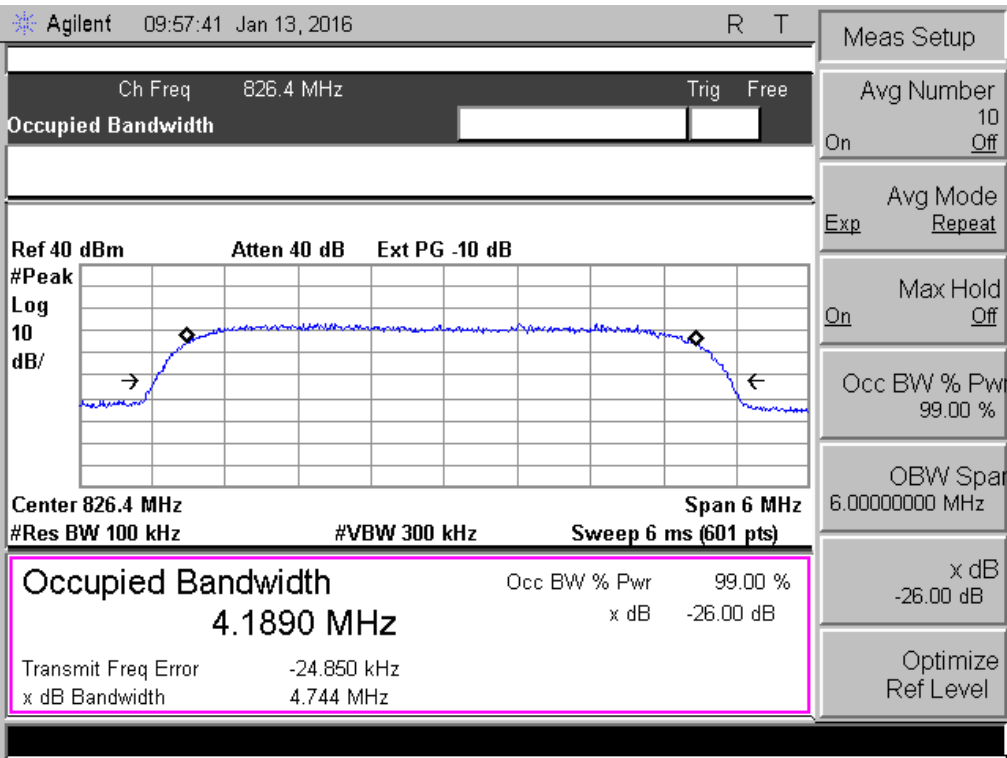 Agilent 09:57:41 Jan 13, 2016 R T
Ch Freq 826.4 MHz Trig Free
Occupied Bandwidth
Ref 40 dBm Atten 40 dB Ext PG -10 dB
#Peak
Log
10
dB/
Center 826.4 MHz Span 6 MHz
#Res BW 100 kHz #VBW 300 kHz Sweep 6 ms (601 pts)
Occupied Bandwidth Occ BW % Pwr 99.00 %
4.1890 MHz x dB -26.00 dB
Transmit Freq Error -24.850 kHz
x dB Bandwidth 4.744 MHz
Meas Setup
Avg Number
10
On Off
Avg Mode
Exp Repeat
Max Hold
On Off
Occ BW % Pwr
99.00 %
OBW Span
6.00000000 MHz
x dB
-26.00 dB
Optimize
Ref Level